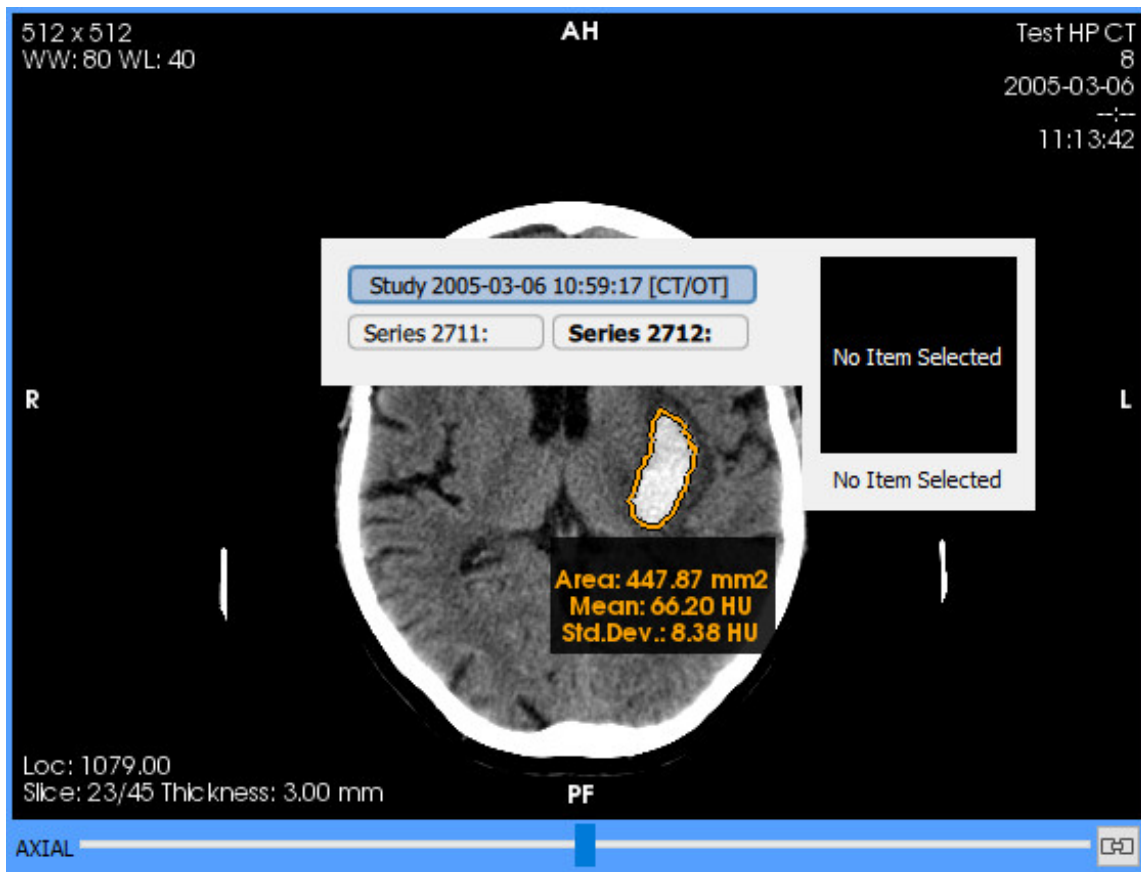 512 x 512
WW: 80 WL: 40
AH
Test HP CT
8
2005-03-06
--:--
11:13:42
Study 2005-03-06 10:59:17 [CT/OT]
Series 2711:
Series 2712:
No Item Selected
No Item Selected
R
L
Area: 447.87 mm2
Mean: 66.20 HU
Std.Dev.: 8.38 HU
Loc: 1079.00
Slice: 23/45 Thickness: 3.00 mm
PF
AXIAL